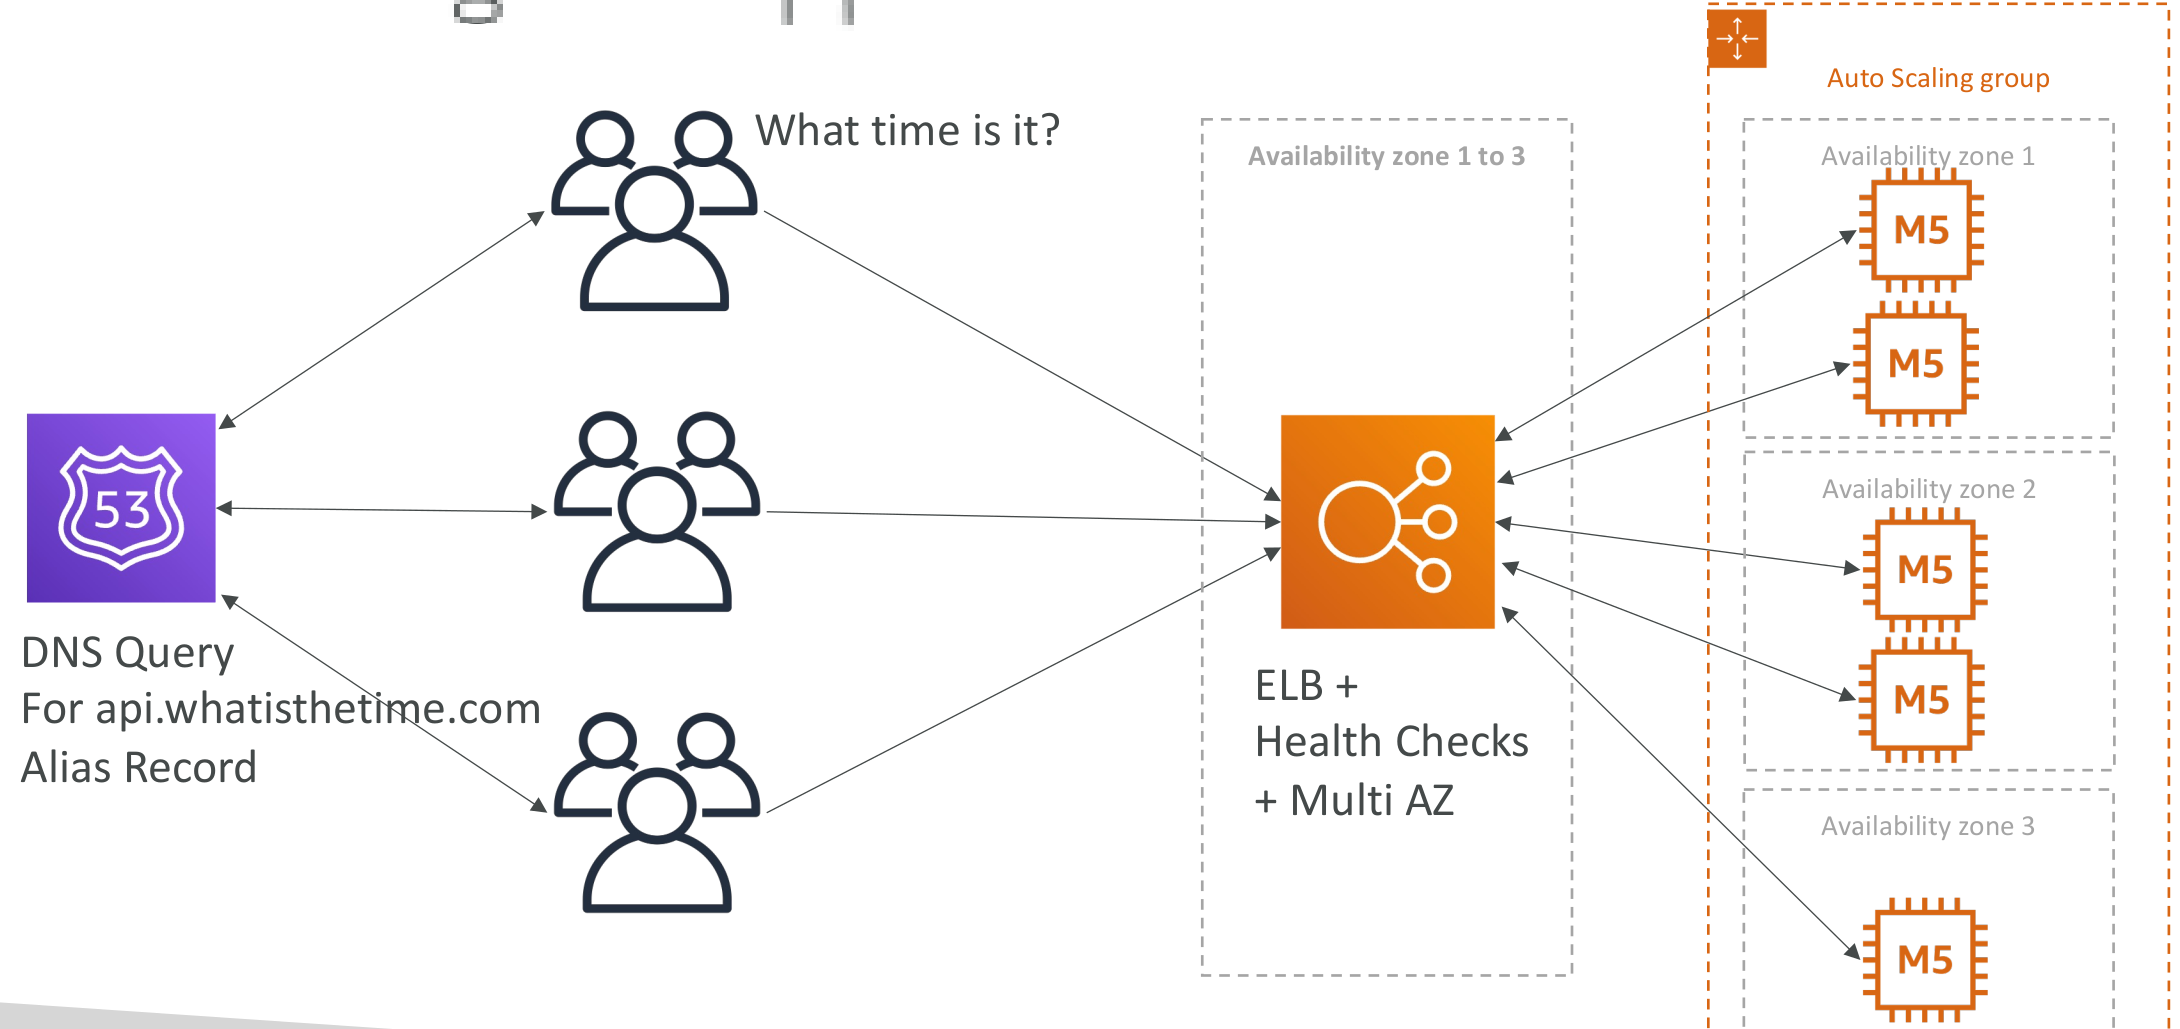 What time is it?
Auto Scaling group
Availability zone 1 to 3
Availability zone 1
M5
M5
53
Availability zone 2
M5
M5
DNS Query
For api.whatisthetime.com
Alias Record
ELB +
Health Checks
+ Multi AZ
Availability zone 3
M5